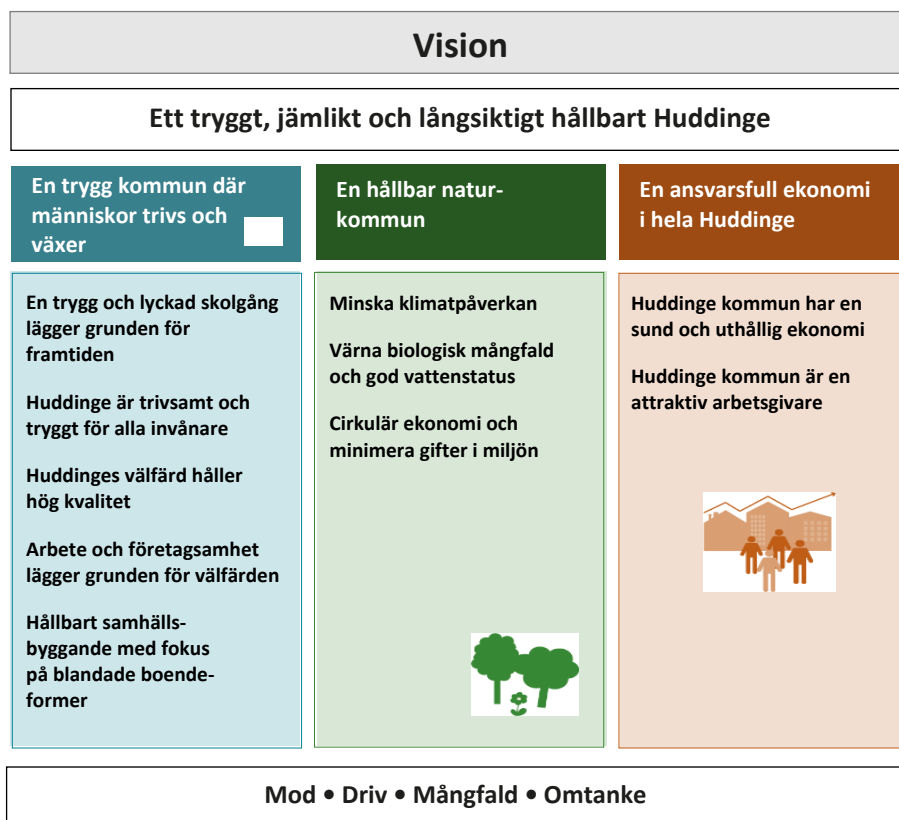 Vision
Ett tryggt, jämlikt och långsiktigt hållbart Huddinge
En trygg kommun där
människor trivs och
växer
En hållbar natur-
kommun
En ansvarsfull ekonomi
i hela Huddinge
En trygg och lyckad skolgång
lägger grunden för
framtiden
Huddinge är trivsamt och
tryggt för alla invånare
Huddinges välfärd håller
hög kvalitet
Arbete och företagsamhet
lägger grunden för välfärden
Hållbart samhälls-
byggande med fokus
på blandade boende-
former
Minska klimatpåverkan
Värna biologisk mångfald
och god vattenstatus
Cirkulär ekonomi och
minimera gifter i miljön
Huddinge kommun har en
sund och uthållig ekonomi
Huddinge kommun är en
attraktiv arbetsgivare
Mod • Driv • Mångfald • Omtanke